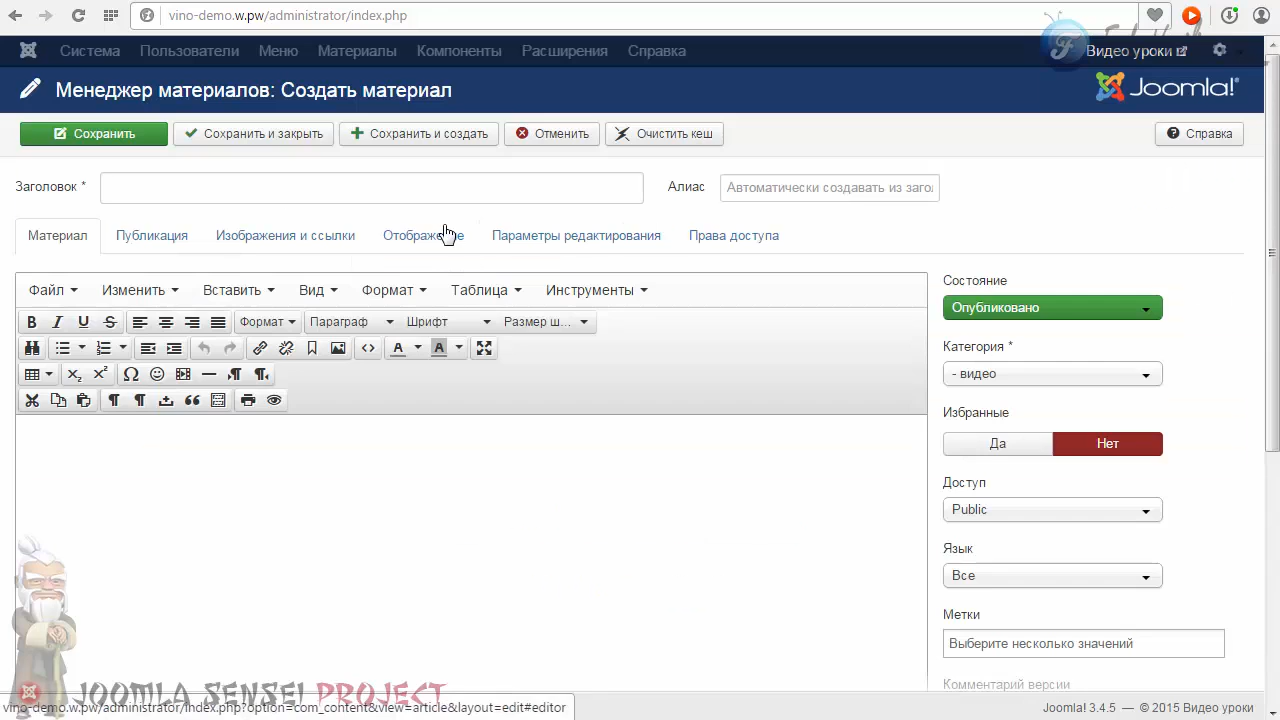 vino-demo.w.pw/administrator/index.php
Система Пользователи Меню Материалы Компоненты Расширения Справка Видео уроки
Менеджер материалов: Создать материал Joomla!®
Сохранить Сохранить и закрыть Сохранить и создать Отменить Очистить кеш Справка
Заголовок * Алиас Автоматически создавать из заго.
Материал Публикация Изображения и ссылки Отображение Параметры редактирования Права доступа
Файл Изменить Вставить Вид Формат Таблица Инструменты
Формат Параграф Шрифт Размер ш...
Состояние
Опубликовано
Категория *
- видео
Избранные
Да Нет
Доступ
Public
Язык
Все
Метки
Выберите несколько значений
Комментарий версии
JOOMLA SENSEI PROJECT
vino-demo.w.pw/administrator/index.php?option=com_content&view=article&layout=edit#editor
Joomla! 3.4.5 — © 2015 Видео уроки